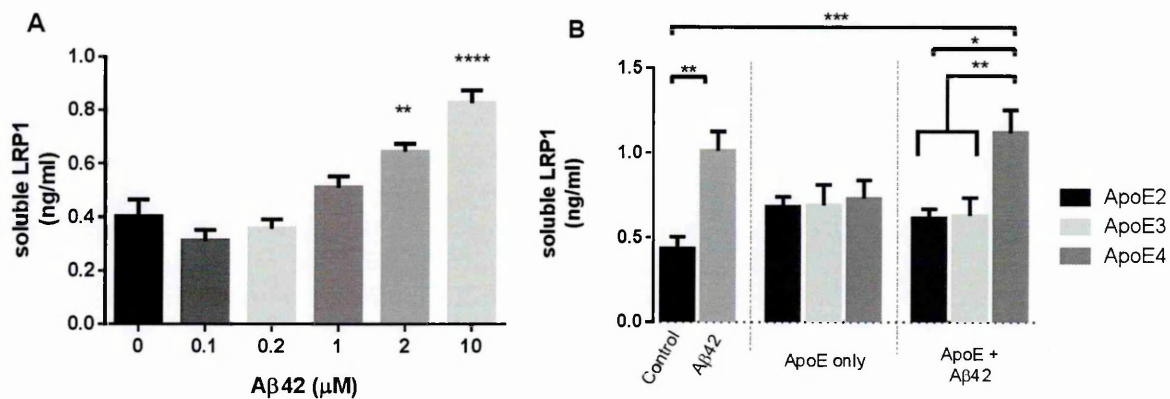 A
soluble LRP1
(ng/ml)
1.0
0.8
0.6
0.4
0.2
0.0
**
****
0
0.1
0.2
1
2
10
Aβ42 (μM)
B
soluble LRP1
(ng/ml)
1.5
1.0
0.5
0.0
***
*
**
**
Control
Aβ42
ApoE only
ApoE +
Aβ42
ApoE2
ApoE3
ApoE4